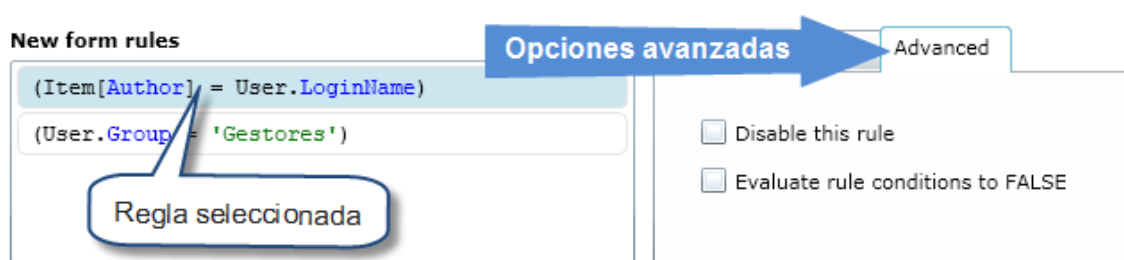 New form rules
Opciones avanzadas
Advanced
(Item[Author] = User.LoginName)
(User.Group = 'Gestores')
Disable this rule
Evaluate rule conditions to FALSE
Regla seleccionada